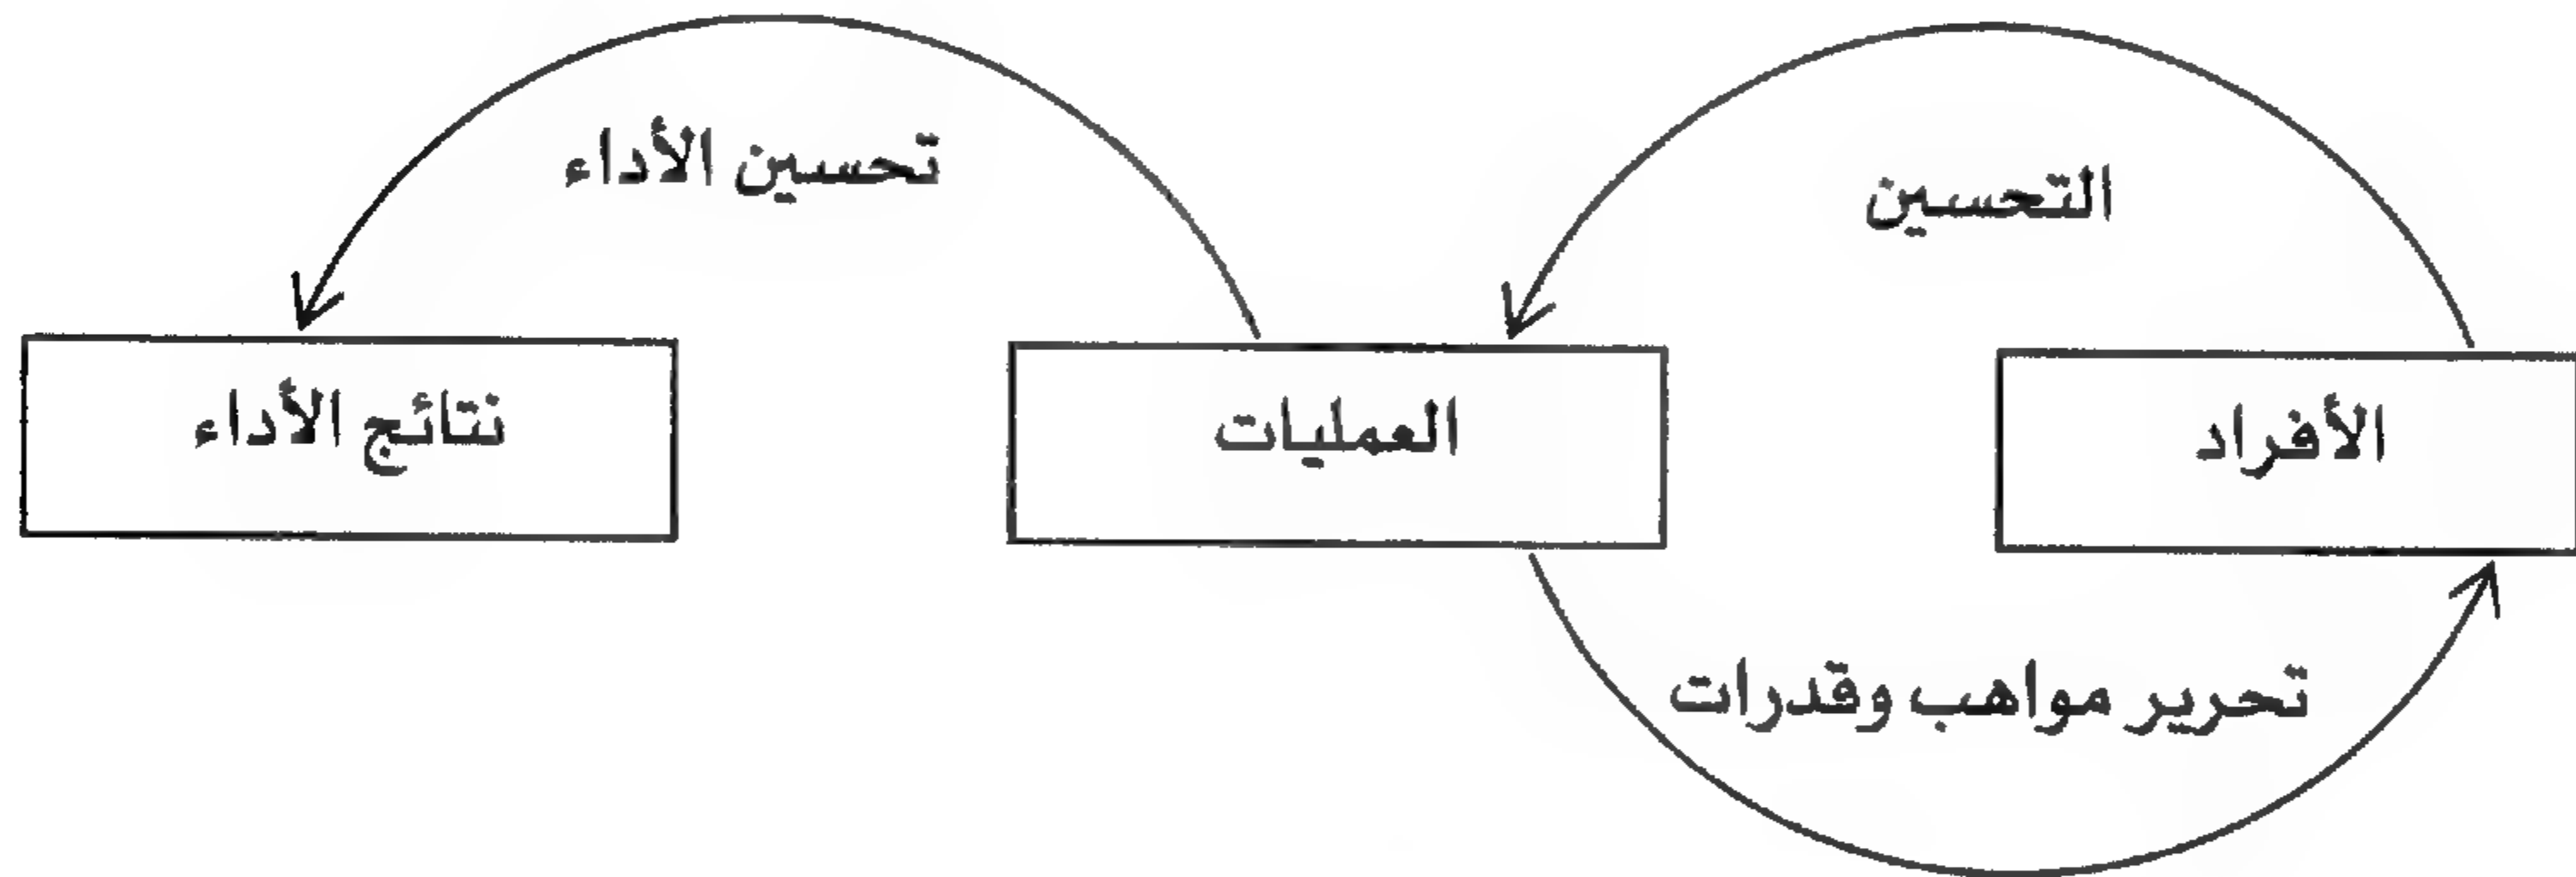 التحسين
تحسين الأداء
الأفراد
العمليات
نتائج الأداء
تحرير مواهب وقدرات